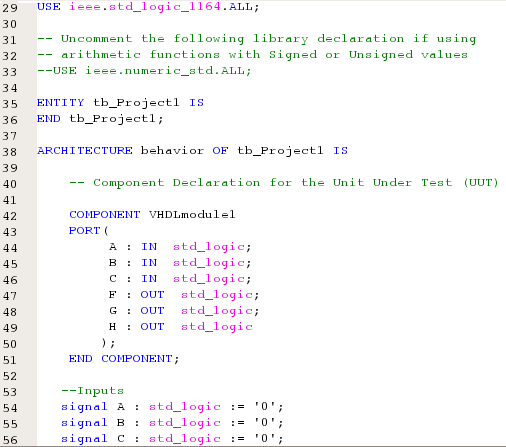 29 USE ieee.std_logic_1164.ALL;
30
31 -- Uncomment the following library declaration if using
32 -- arithmetic functions with Signed or Unsigned values
33 --USE ieee.numeric_std.ALL;
34
35 ENTITY tb_Project1 IS
36 END tb_Project1;
37
38 ARCHITECTURE behavior OF tb_Project1 IS
39
40 -- Component Declaration for the Unit Under Test (UUT)
41
42 COMPONENT VHDLmodule1
43 PORT(
44 A : IN std_logic;
45 B : IN std_logic;
46 C : IN std_logic;
47 F : OUT std_logic;
48 G : OUT std_logic;
49 H : OUT std_logic
50 );
51 END COMPONENT;
52
53 --Inputs
54 signal A : std_logic := '0';
55 signal B : std_logic := '0';
56 signal C : std_logic := '0';